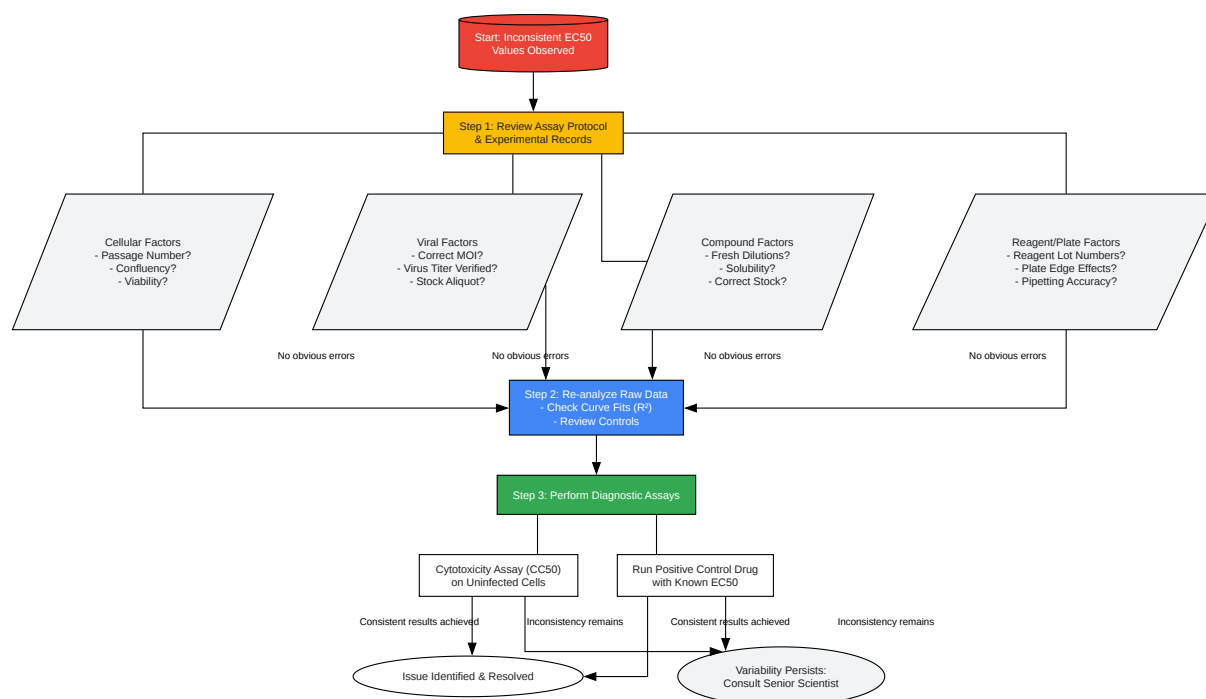 Start: Inconsistent EC50
Values Observed
Step 1: Review Assay Protocol
& Experimental Records
Cellular Factors
- Passage Number?
- Confluency?
- Viability?
Viral Factors
- Correct MOI?
- Virus Titer Verified?
- Stock Aliquot?
Compound Factors
- Fresh Dilutions?
- Solubility?
- Correct Stock?
Reagent/Plate Factors
- Reagent Lot Numbers?
- Plate Edge Effects?
- Pipetting Accuracy?
No obvious errors
No obvious errors
No obvious errors
No obvious errors
Step 2: Re-analyze Raw Data
- Check Curve Fits (R²)
- Review Controls
Step 3: Perform Diagnostic Assays
Cytotoxicity Assay (CC50)
on Uninfected Cells
Run Positive Control Drug
with Known EC50
Consistent results achieved
Inconsistency remains
Consistent results achieved
Inconsistency remains
Issue Identified & Resolved
Variability Persists:
Consult Senior Scientist